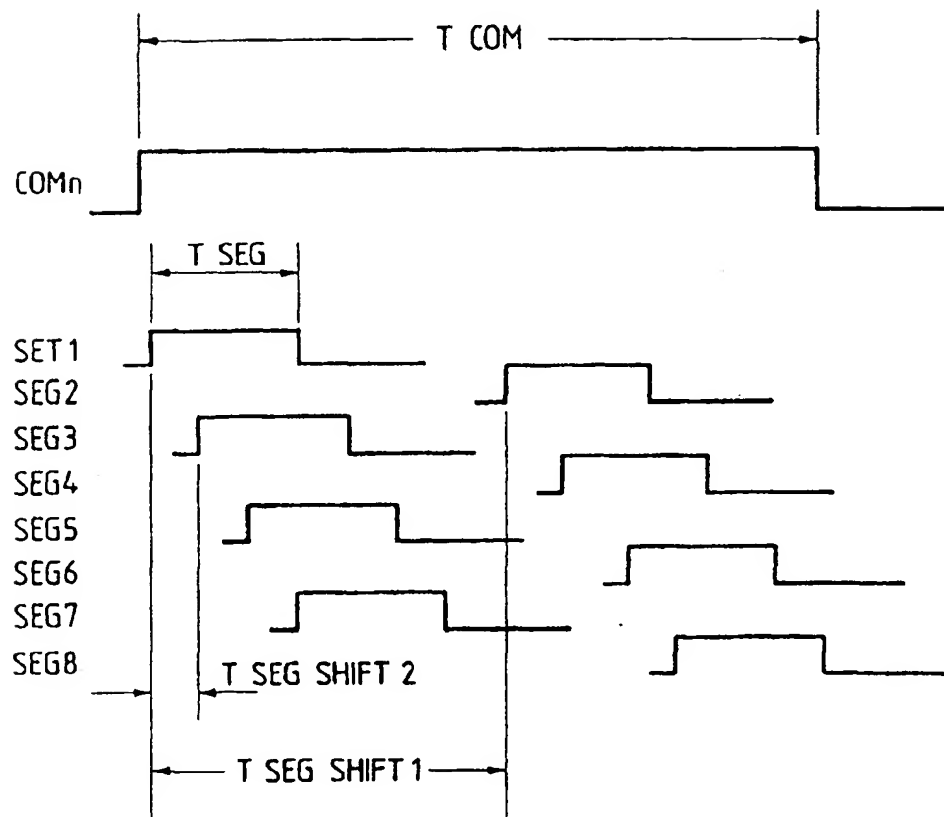 T COM
COMn
T SEG
SET1
SEG2
SEG3
SEG4
SEG5
SEG6
SEG7
SEG8
T SEG SHIFT 2
T SEG SHIFT 1